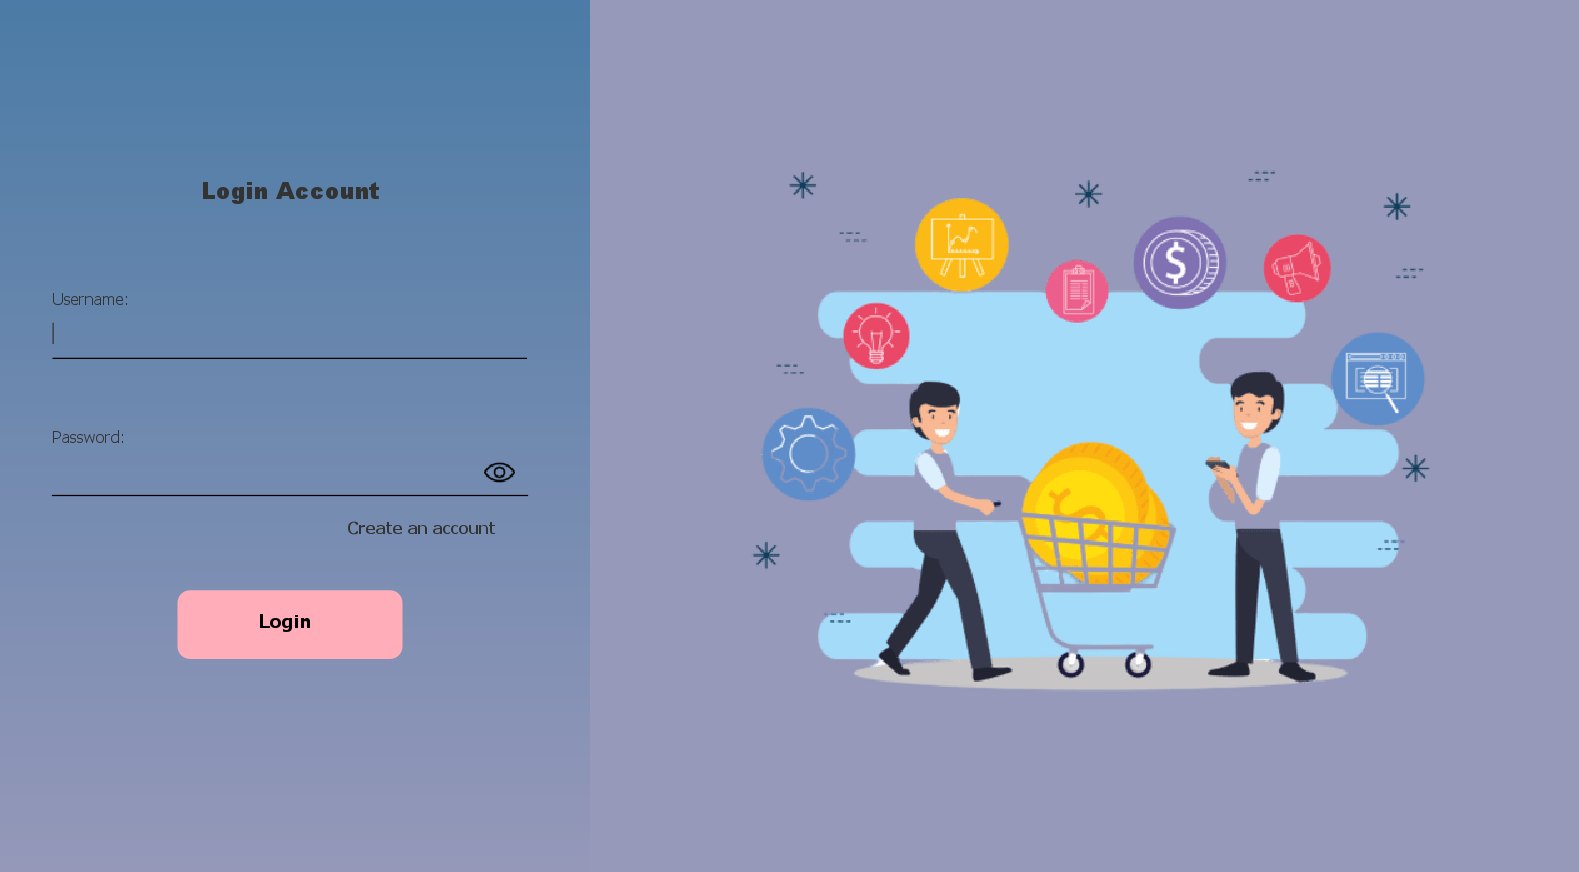 Login Account
Username:
Password:
Create an account
Login
$
$